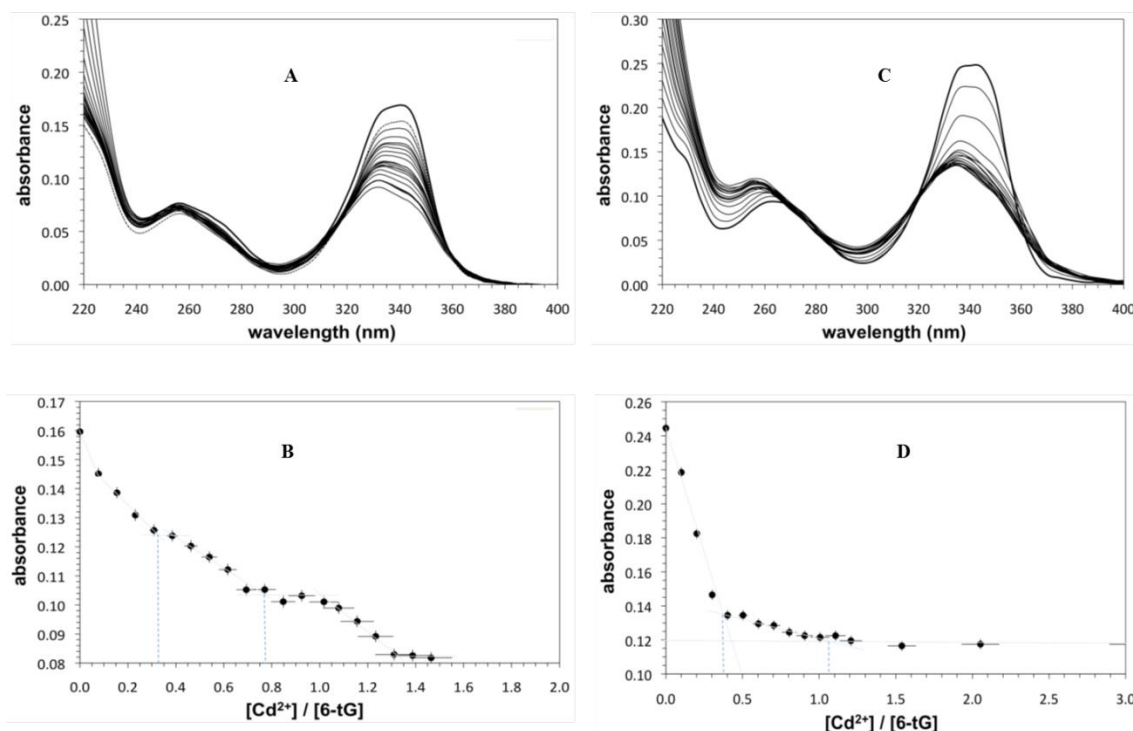 0.25
0.20
0.15
0.10
0.05
0.00
absorbance
A
220 240 260 280 300 320 340 360 380 400
wavelength (nm)
0.30
0.25
0.20
0.15
0.10
0.05
0.00
absorbance
C
220 240 260 280 300 320 340 360 380 400
wavelength (nm)
0.17
0.16
0.15
0.14
0.13
0.12
0.11
0.10
0.09
0.08
absorbance
B
0.0 0.2 0.4 0.6 0.8 1.0 1.2 1.4 1.6 1.8 2.0
[Cd²⁺] / [6-tG]
0.26
0.24
0.22
0.20
0.18
0.16
0.14
0.12
0.10
absorbance
D
0.0 0.5 1.0 1.5 2.0 2.5 3.0
[Cd²⁺] / [6-tG]